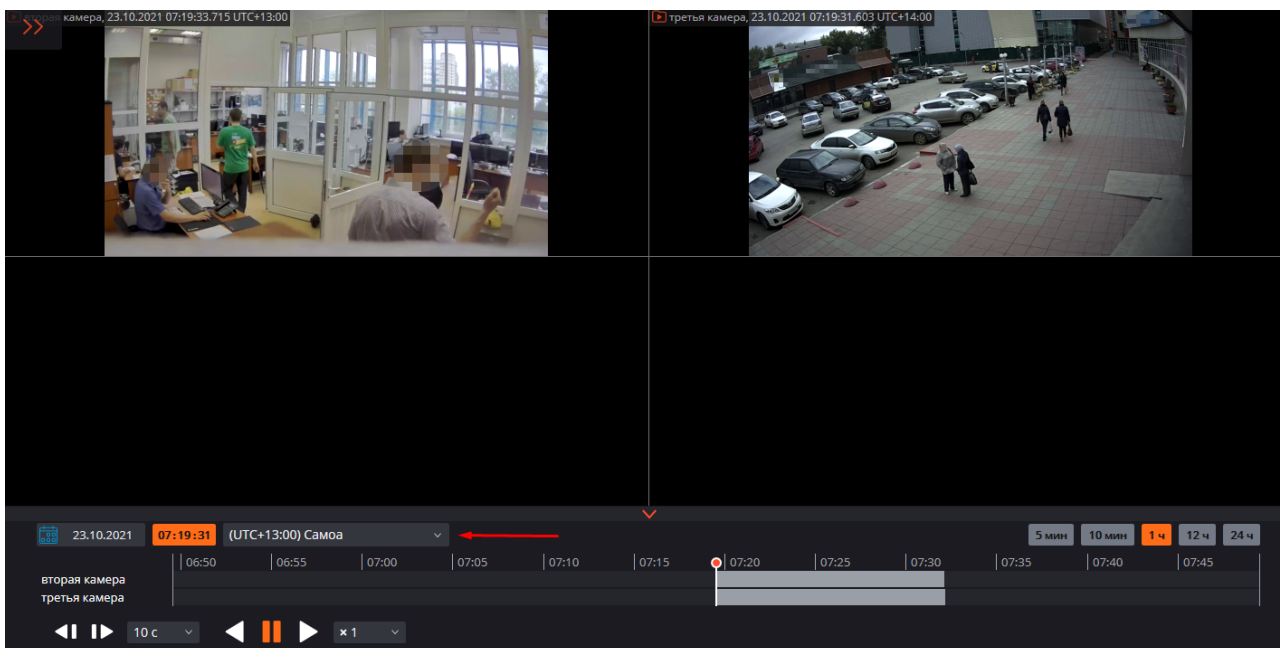 вторая камера, 23.10.2021 07:19:33.715 UTC+13:00
третья камера, 23.10.2021 07:19:31.603 UTC+14:00
23.10.2021 07:19:31 (UTC+13:00) Самоа 5 мин 10 мин 1 ч 12 ч 24 ч
06:50 06:55 07:00 07:05 07:10 07:15 07:20 07:25 07:30 07:35 07:40 07:45
вторая камера
третья камера
10 с × 1